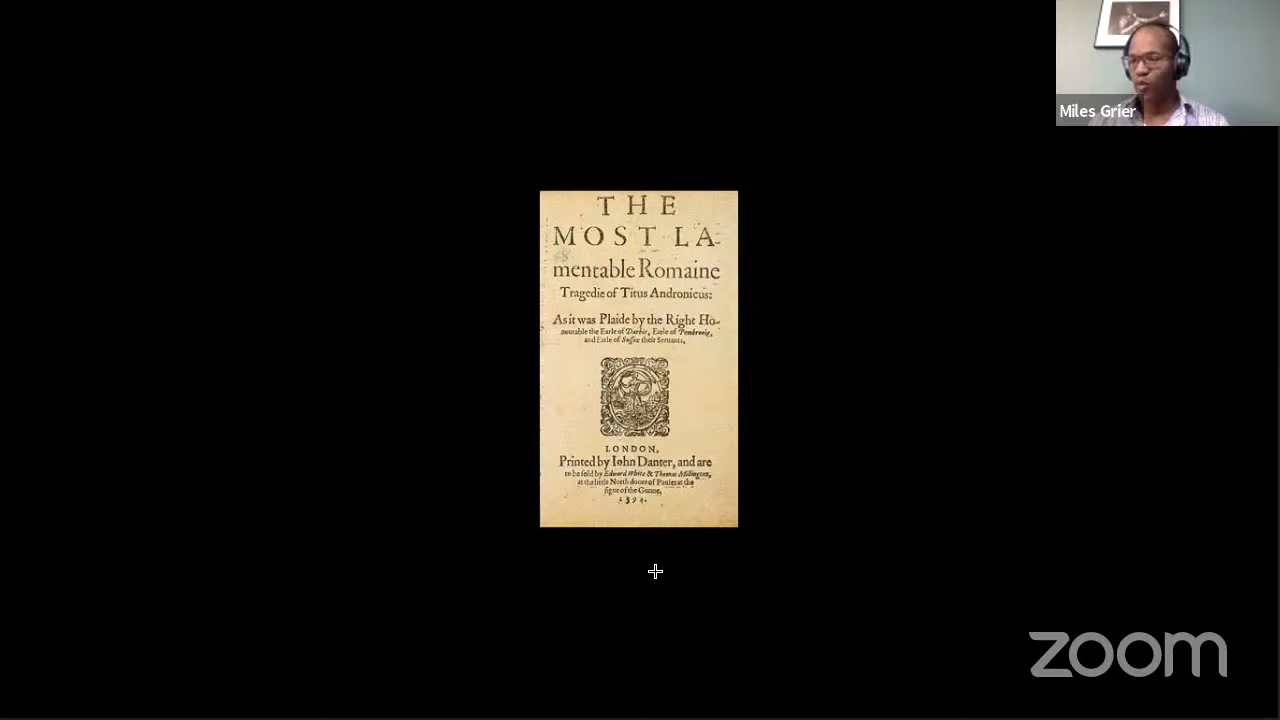 Miles Grier
THE
MOST LA-
mentable Romaine
Tragedie of Titus Andronicus:
As it was Plaide by the Right Ho-
nourable the Earle of Darbie, Earle of Pembrooke,
and Earle of Sussex their Seruants.
LONDON,
Printed by Iohn Danter, and are
to be sold by Edward White & Thomas Millington,
at the little North doore of Paules at the
signe of the Gunne.
1594.
zoom